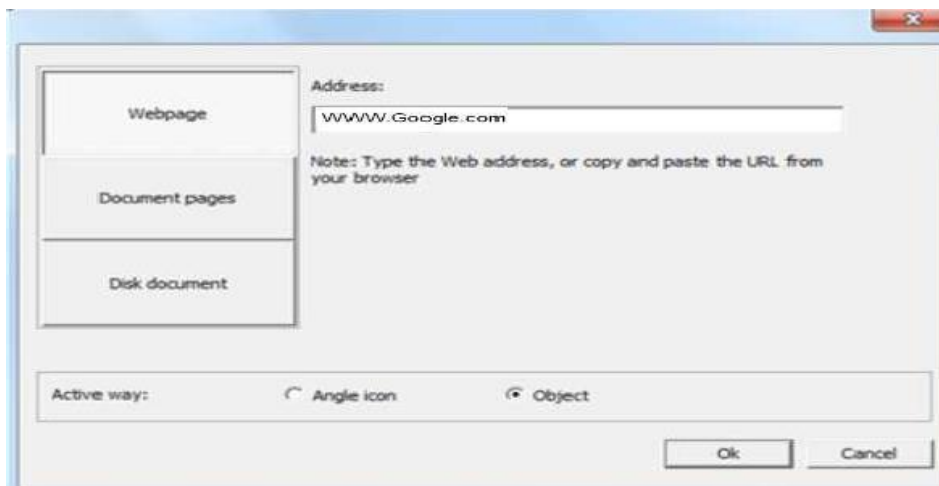 Webpage
Document pages
Disk document
Address:
WWW.Google.com
Note: Type the Web address, or copy and paste the URL from
your browser
Active way:
Angle icon
Object
Ok
Cancel